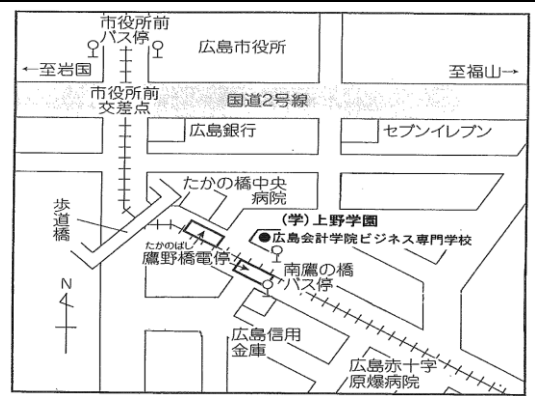 市役所前
バス停
広島市役所
←至岩国
至福山→
市役所前
交差点
国道2号線
広島銀行
セブンイレブン
たかの橋中央
病院
歩道橋
(学)上野学園
●広島会計学院ビジネス専門学校
たかのばし
鷹野橋電停
南鷹の橋
バス停
N
広島信用
金庫
広島赤十字
原爆病院